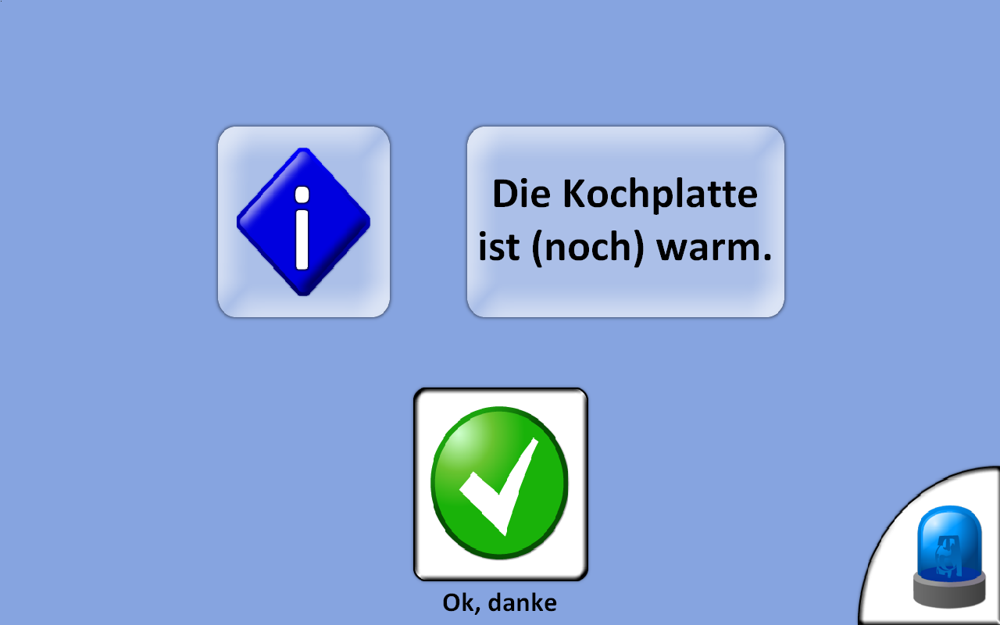 Die Kochplatte
ist (noch) warm.
Ok, danke